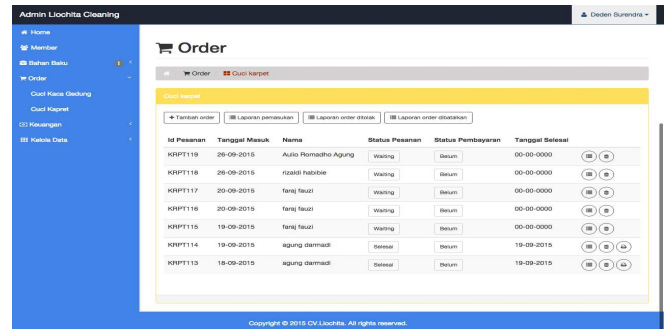 Admin Liochita Cleaning
Deden Surendra
Home
Member
Bahan Baku 1
Order
Cuci Kaca Gedung
Cuci Kapret
Keuangan
Kelola Data
Order
Order Cuci karpet
Cuci karpet
+ Tambah order Laporan pemasukan Laporan order ditolak Laporan order dibatalkan
Id Pesanan Tanggal Masuk Nama Status Pesanan Status Pembayaran Tanggal Selesai
KRPT119 26-09-2015 Aulio Romadho Agung Waiting Belum 00-00-0000
KRPT118 26-09-2015 rizaldi habibie Waiting Belum 00-00-0000
KRPT117 20-09-2015 faraj fauzi Waiting Belum 00-00-0000
KRPT116 20-09-2015 faraj fauzi Waiting Belum 00-00-0000
KRPT115 19-09-2015 faraj fauzi Waiting Belum 00-00-0000
KRPT114 19-09-2015 agung darmadi Selesai Belum 19-09-2015
KRPT113 18-09-2015 agung darmadi Selesai Belum 19-09-2015
Copyright © 2015 CV.Liochita. All rights reserved.